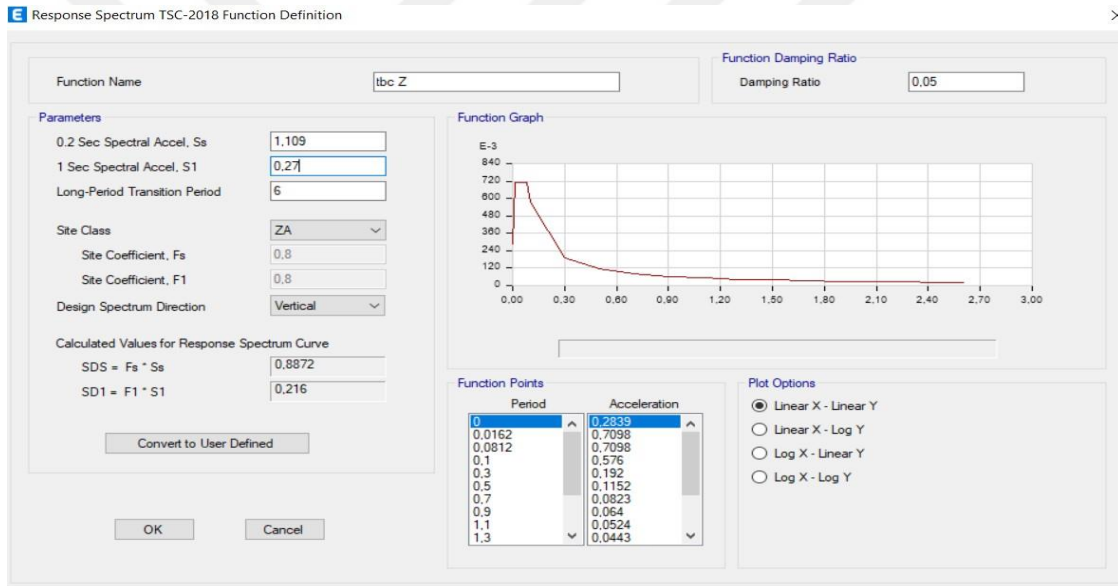 E Response Spectrum TSC-2018 Function Definition
Function Name
tbc Z
Function Damping Ratio
Damping Ratio
0,05
Parameters
0.2 Sec Spectral Accel, Ss
1,109
1 Sec Spectral Accel, S1
0,27
Long-Period Transition Period
6
Site Class
ZA
Site Coefficient, Fs
0,8
Site Coefficient, F1
0,8
Design Spectrum Direction
Vertical
Calculated Values for Response Spectrum Curve
SDS = Fs * Ss
0,8872
SD1 = F1 * S1
0,216
Convert to User Defined
OK
Cancel
Function Graph
E-3
840
720
600
480
360
240
120
0
0,00 0,30 0,60 0,90 1,20 1,50 1,80 2,10 2,40 2,70 3,00
Function Points
Period Acceleration
0 0,2839
0,0162 0,7098
0,0812 0,7098
0,1 0,576
0,3 0,192
0,5 0,1152
0,7 0,0823
0,9 0,064
1,1 0,0524
1,3 0,0443
Plot Options
Linear X - Linear Y
Linear X - Log Y
Log X - Linear Y
Log X - Log Y